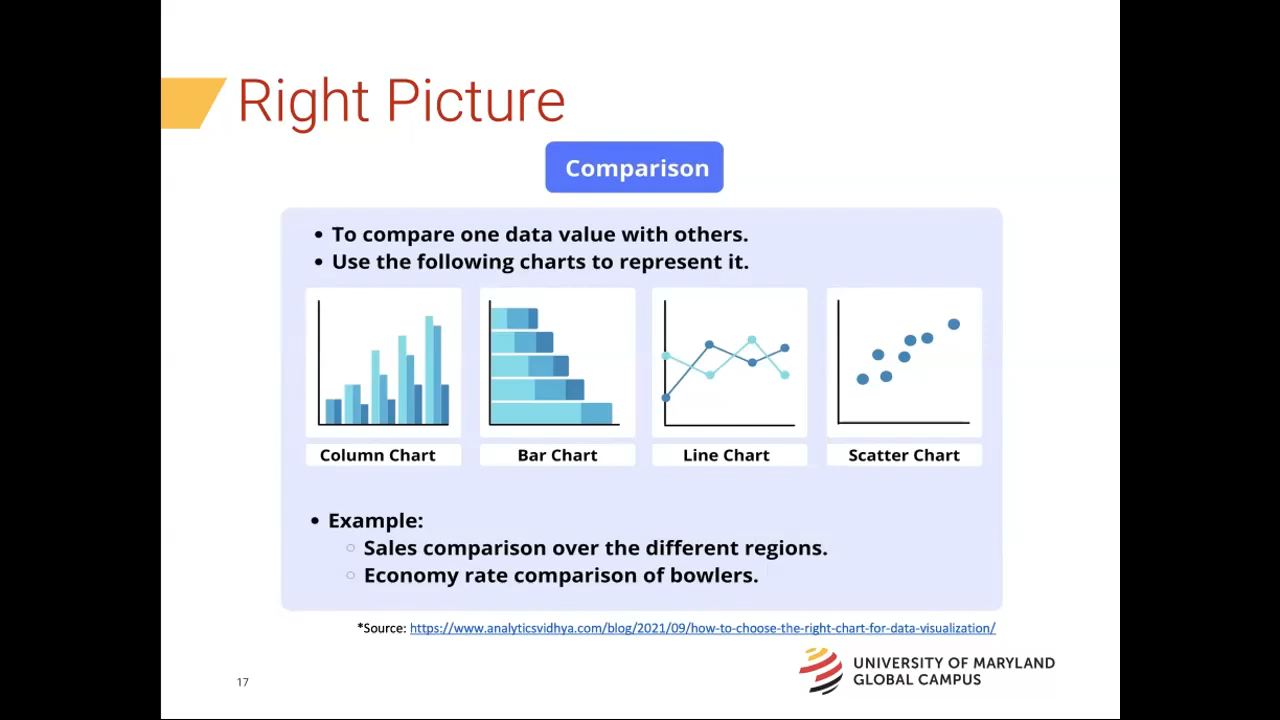 Right Picture
Comparison
• To compare one data value with others.
• Use the following charts to represent it.
Column Chart
Bar Chart
Line Chart
Scatter Chart
• Example:
○ Sales comparison over the different regions.
○ Economy rate comparison of bowlers.
*Source: https://www.analyticsvidhya.com/blog/2021/09/how-to-choose-the-right-chart-for-data-visualization/
UNIVERSITY OF MARYLAND
GLOBAL CAMPUS
17